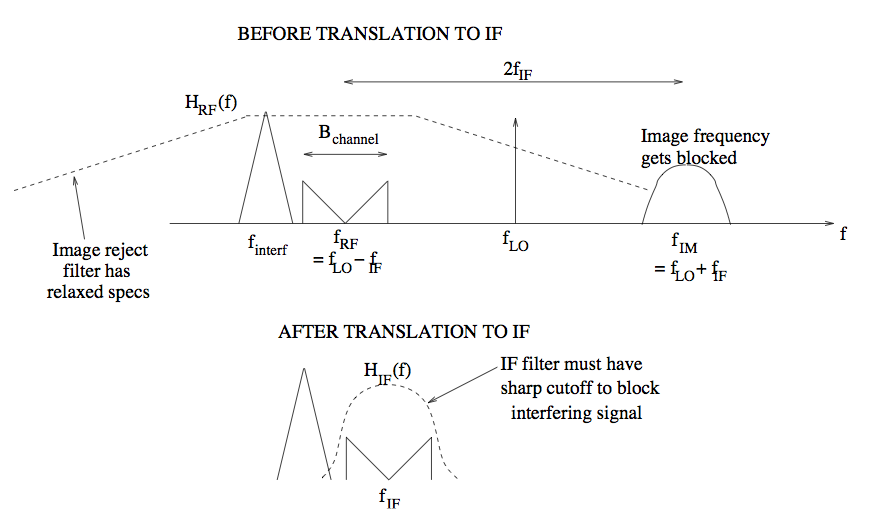 BEFORE TRANSLATION TO IF
2fIF
HRF(f)
Bchannel
Image frequency
gets blocked
Image reject
filter has
relaxed specs
finterf
fRF
= fLO − fIF
fLO
fIM
= fLO + fIF
f
AFTER TRANSLATION TO IF
HIF(f)
IF filter must have
sharp cutoff to block
interfering signal
fIF